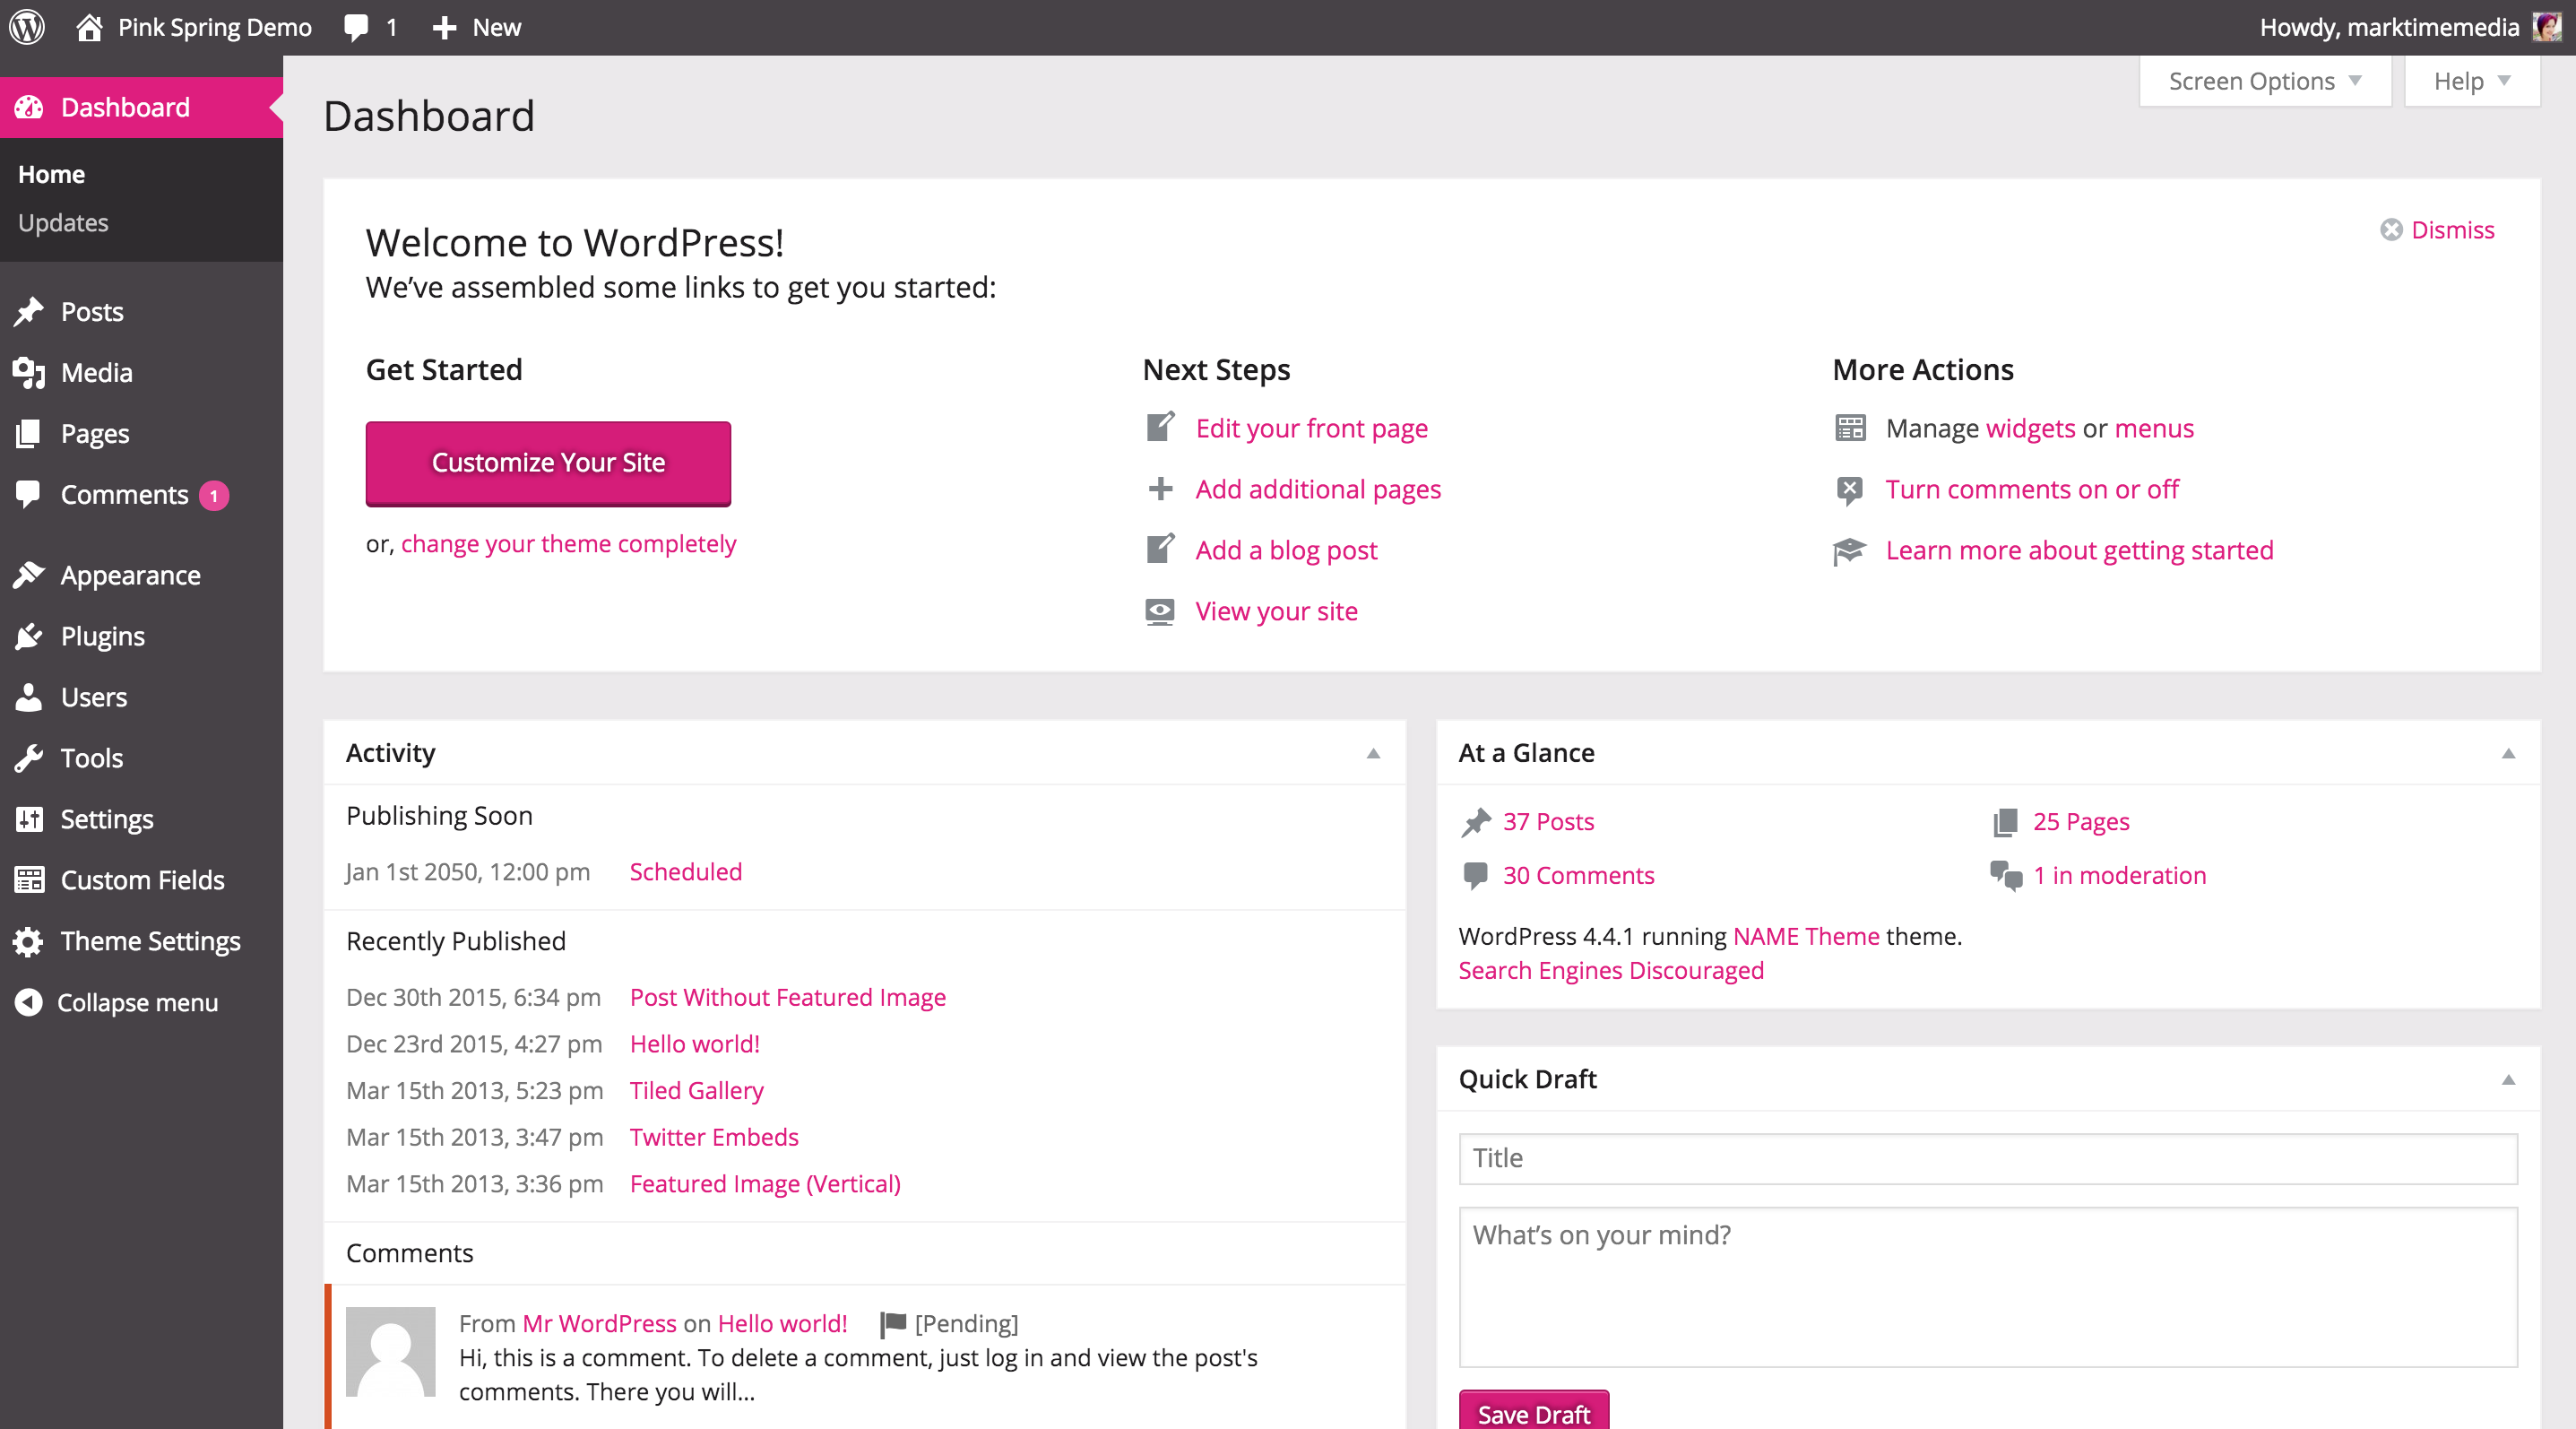 Pink Spring Demo 1 New Howdy, marktimemedia
Screen Options Help
Dashboard
Home
Updates
Posts
Media
Pages
Comments 1
Appearance
Plugins
Users
Tools
Settings
Custom Fields
Theme Settings
Collapse menu
Dashboard
Welcome to WordPress!
Dismiss
We’ve assembled some links to get you started:
Get Started
Customize Your Site
or, change your theme completely
Next Steps
Edit your front page
Add additional pages
Add a blog post
View your site
More Actions
Manage widgets or menus
Turn comments on or off
Learn more about getting started
Activity
Publishing Soon
Jan 1st 2050, 12:00 pm Scheduled
Recently Published
Dec 30th 2015, 6:34 pm Post Without Featured Image
Dec 23rd 2015, 4:27 pm Hello world!
Mar 15th 2013, 5:23 pm Tiled Gallery
Mar 15th 2013, 3:47 pm Twitter Embeds
Mar 15th 2013, 3:36 pm Featured Image (Vertical)
Comments
From Mr WordPress on Hello world! [Pending]
Hi, this is a comment. To delete a comment, just log in and view the post's
comments. There you will...
At a Glance
37 Posts 25 Pages
30 Comments 1 in moderation
WordPress 4.4.1 running NAME Theme theme.
Search Engines Discouraged
Quick Draft
Title
What’s on your mind?
Save Draft